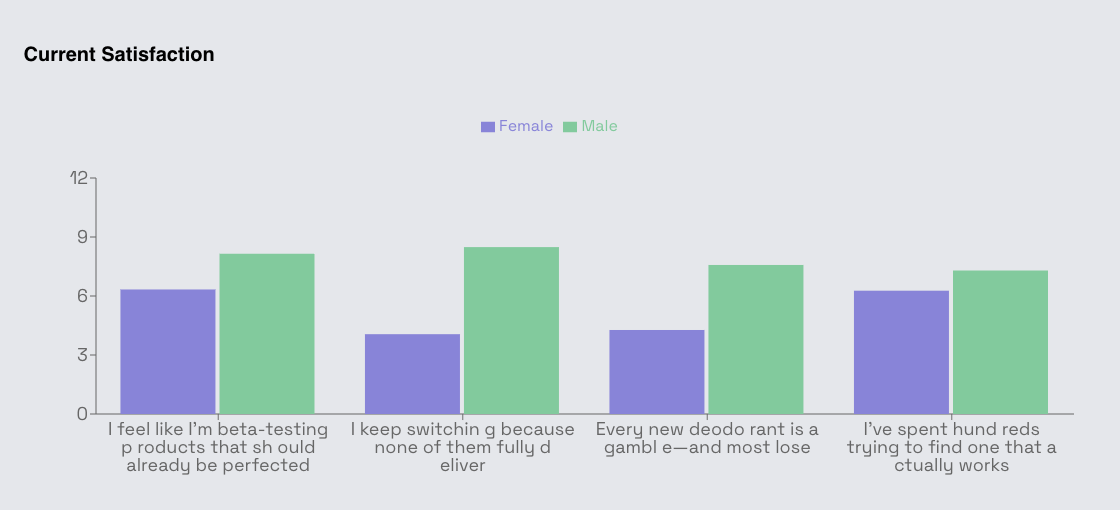 Current Satisfaction
Female Male
12
9
6
3
0
I feel like I'm beta-testing
p roducts that sh ould
already be perfected
I keep switchin g because
none of them fully d
eliver
Every new deodo rant is a
gambl e—and most lose
I've spent hund reds
trying to find one that a
ctually works